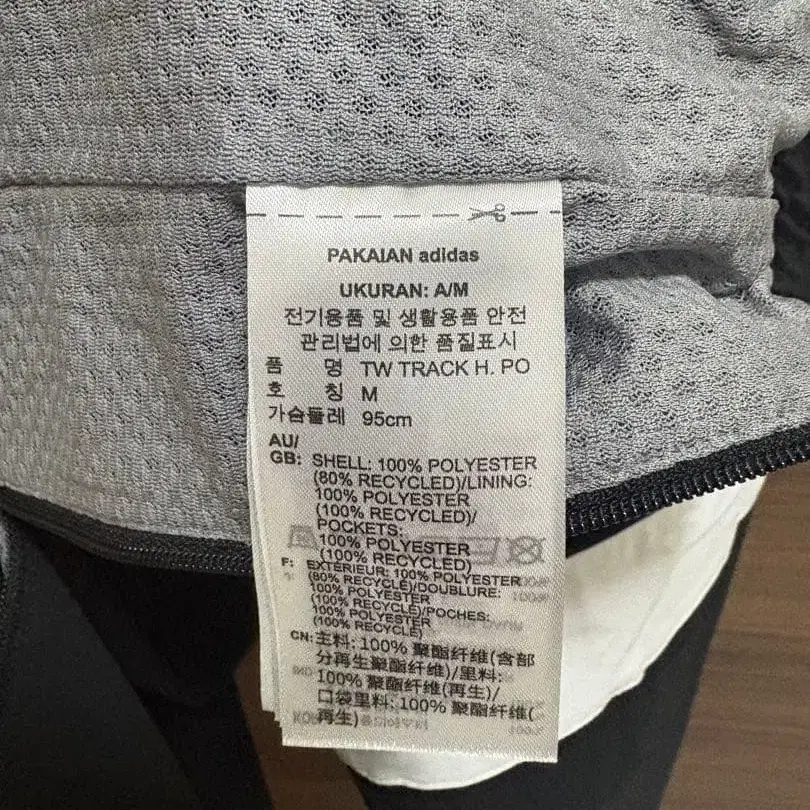 PAKAIAN adidas
UKURAN: A/M
전기용품 및 생활용품 안전
관리법에 의한 품질표시
품 명 TW TRACK H. PO
호 칭 M
가슴둘레 95cm
AU/
GB: SHELL: 100% POLYESTER
(80% RECYCLED)/LINING:
100% POLYESTER
(100% RECYCLED)/
POCKETS:
100% POLYESTER
(100% RECYCLED)
F: EXTÉRIEUR: 100% POLYESTER
(80% RECYCLÉ)/DOUBLURE:
100% POLYESTER
(100% RECYCLÉ)/POCHES:
100% POLYESTER
(100% RECYCLÉ)
CN: 主料: 100% 聚酯纤维(含部
分再生聚酯纤维)/里料:
100% 聚酯纤维(再生)/
口袋里料: 100% 聚酯纤维(
再生)